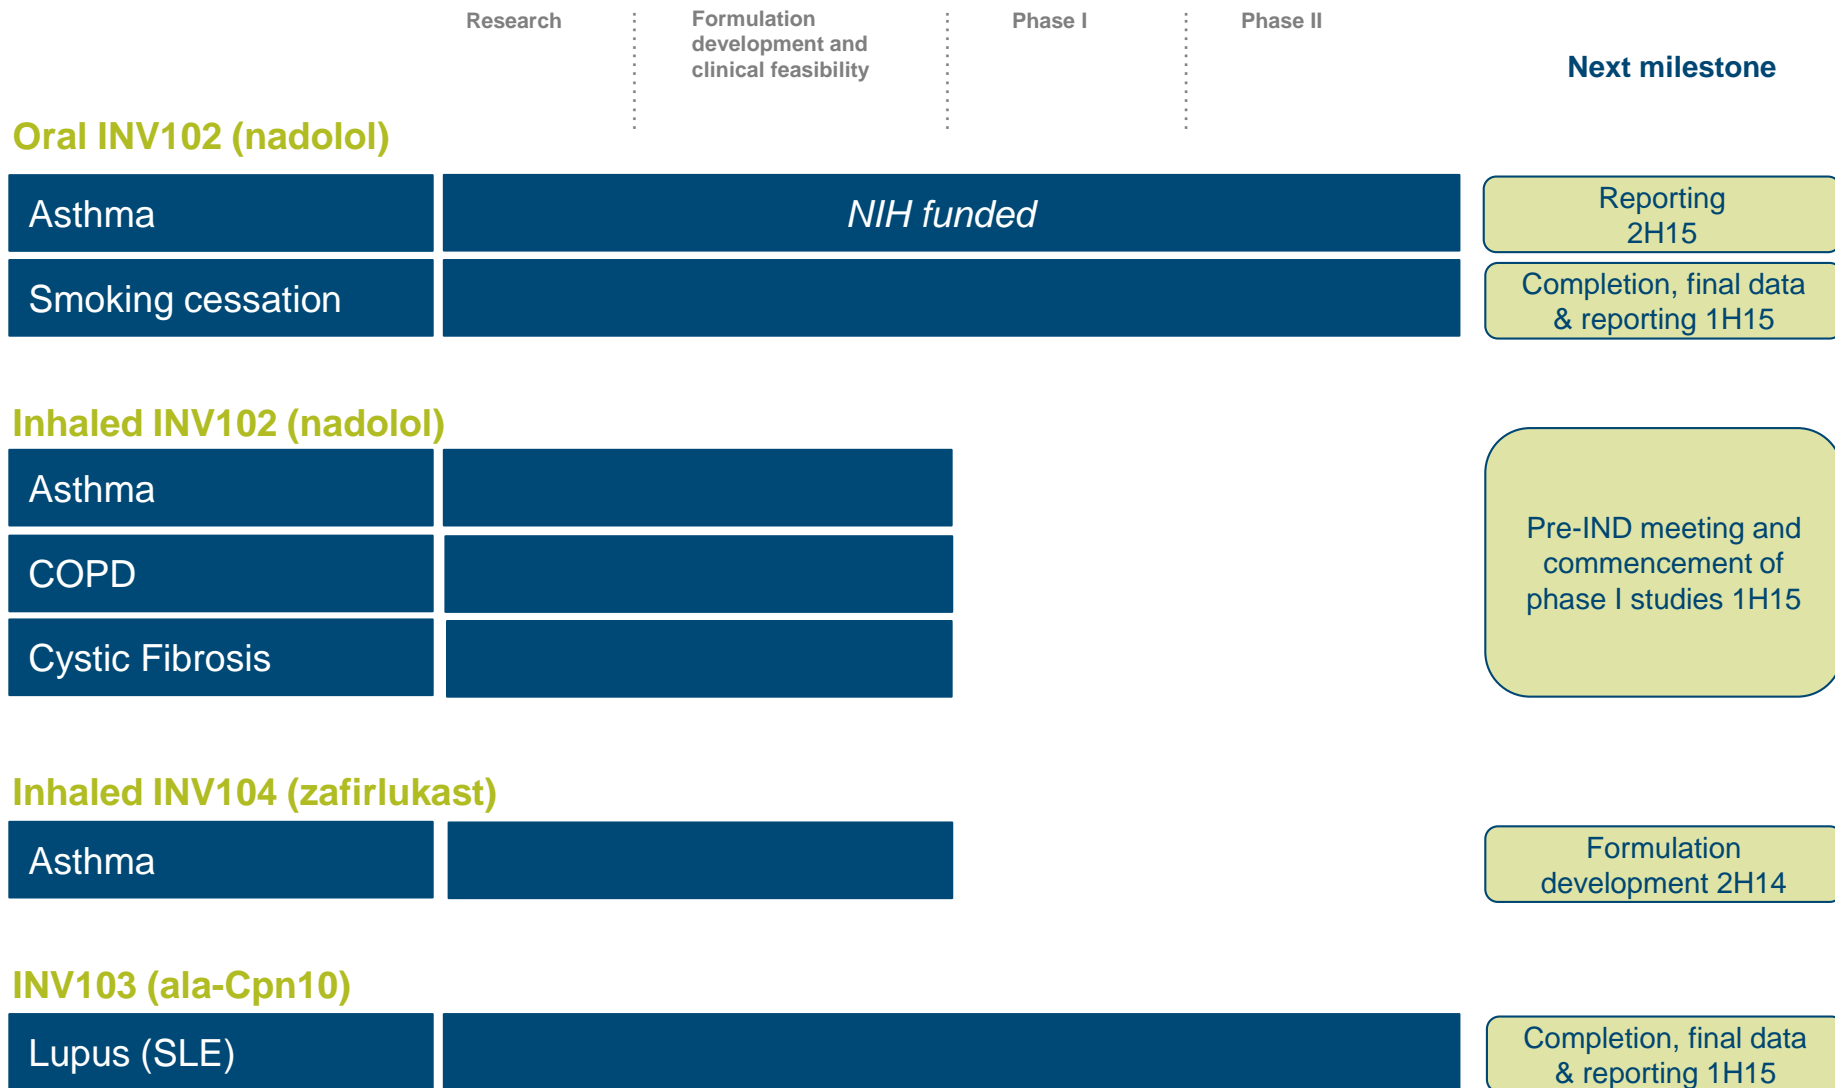 Research
Formulation
development and
clinical feasibility
Phase I
Phase II
Next milestone
Oral INV102 (nadolol)
Asthma
NIH funded
Reporting
2H15
Smoking cessation
Completion, final data
& reporting 1H15
Inhaled INV102 (nadolol)
Asthma
COPD
Cystic Fibrosis
Pre-IND meeting and
commencement of
phase I studies 1H15
Inhaled INV104 (zafirlukast)
Asthma
Formulation
development 2H14
INV103 (ala-Cpn10)
Lupus (SLE)
Completion, final data
& reporting 1H15